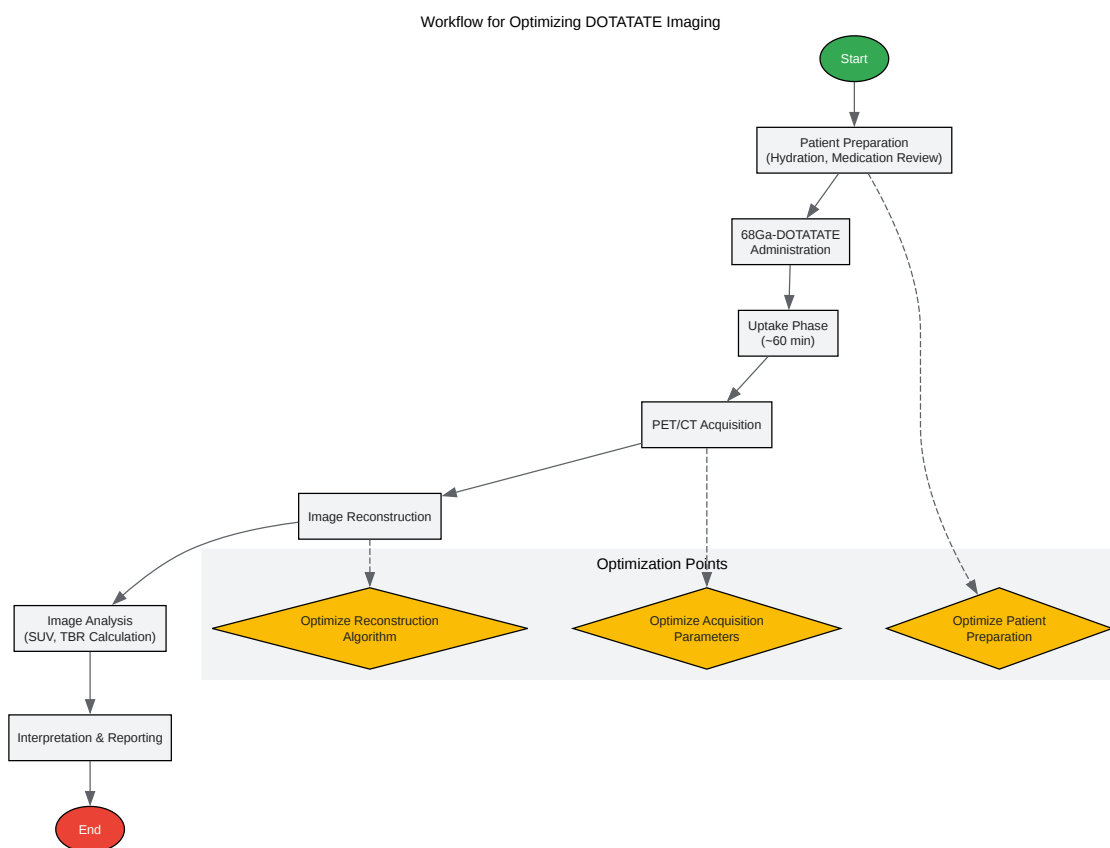 Workflow for Optimizing DOTATATE Imaging
Start
Patient Preparation
(Hydration, Medication Review)
68Ga-DOTATATE
Administration
Uptake Phase
(~60 min)
PET/CT Acquisition
Image Reconstruction
Optimization Points
Image Analysis
(SUV, TBR Calculation)
Optimize Reconstruction
Algorithm
Optimize Acquisition
Parameters
Optimize Patient
Preparation
Interpretation & Reporting
End